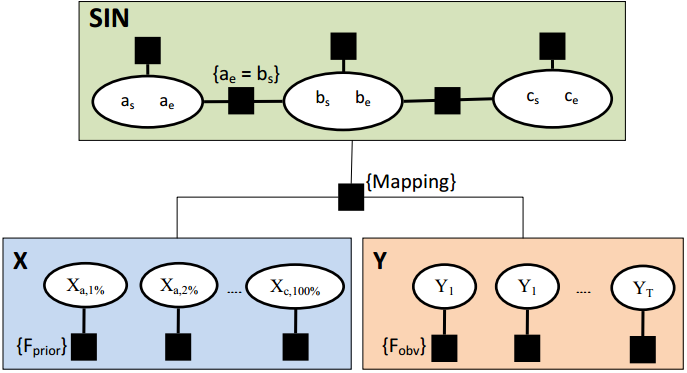 SIN
{aₑ = bₛ}
aₛ aₑ
bₛ bₑ
cₛ cₑ
{Mapping}
X
Xa,1% Xa,2% .... Xc,100%
{Fprior}
Y
Y1 Y1 .... YT
{Fobv}